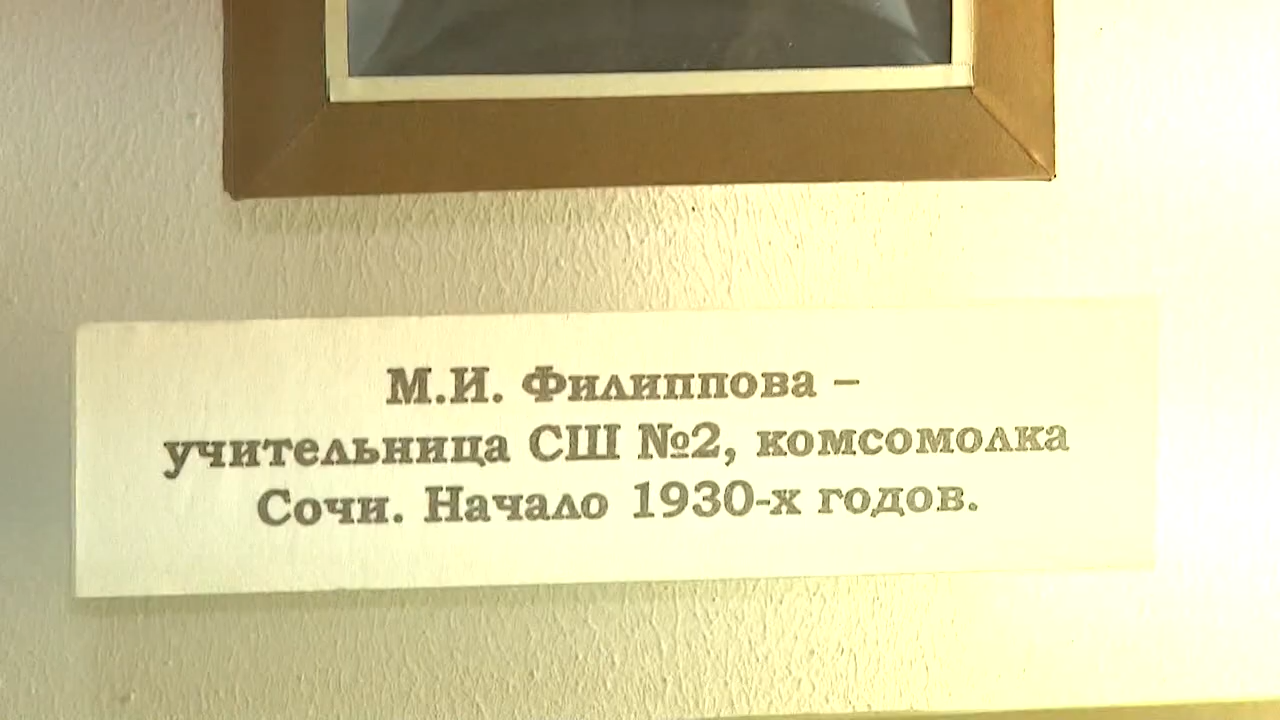 М.И. Филиппова –
учительница СШ №2, комсомолка
Сочи. Начало 1930-х годов.